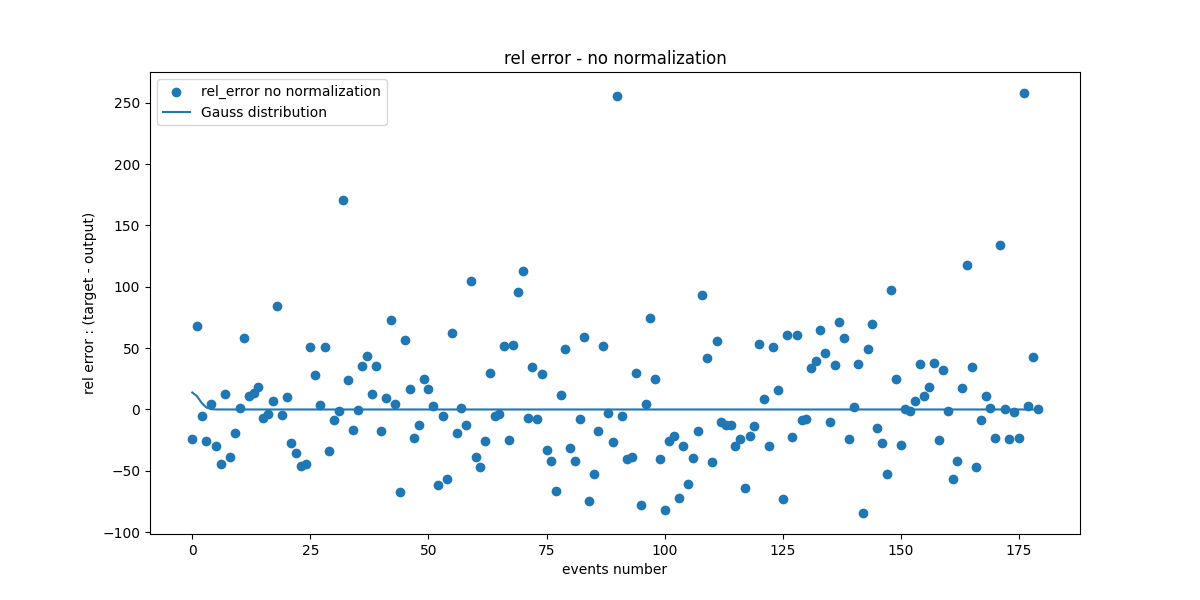 rel error - no normalization
rel_error no normalization
Gauss distribution
250
200
150
100
50
0
−50
−100
rel error : (target - output)
0 25 50 75 100 125 150 175
events number